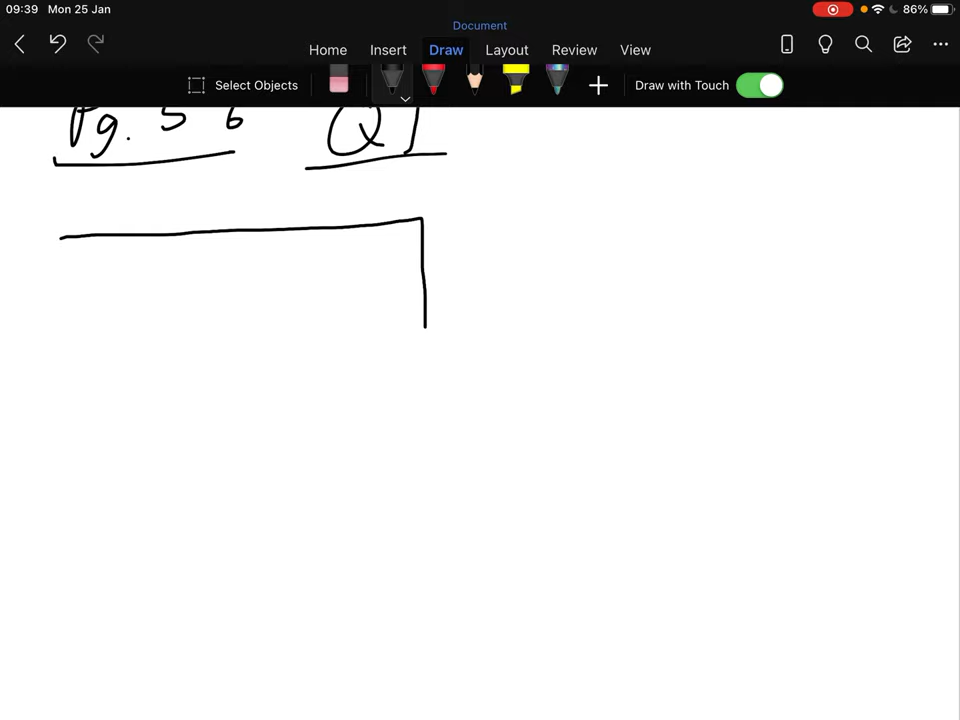 09:39 Mon 25 Jan 86%
Document
Home Insert Draw Layout Review View
Select Objects Draw with Touch
Pg. 56 Q1